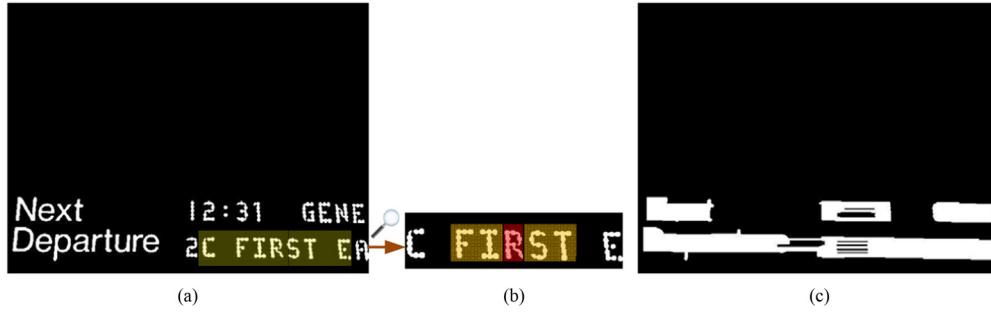 Next 12:31 GENE
Departure 2C FIRST EA
C FIRST E
(a) (b) (c)